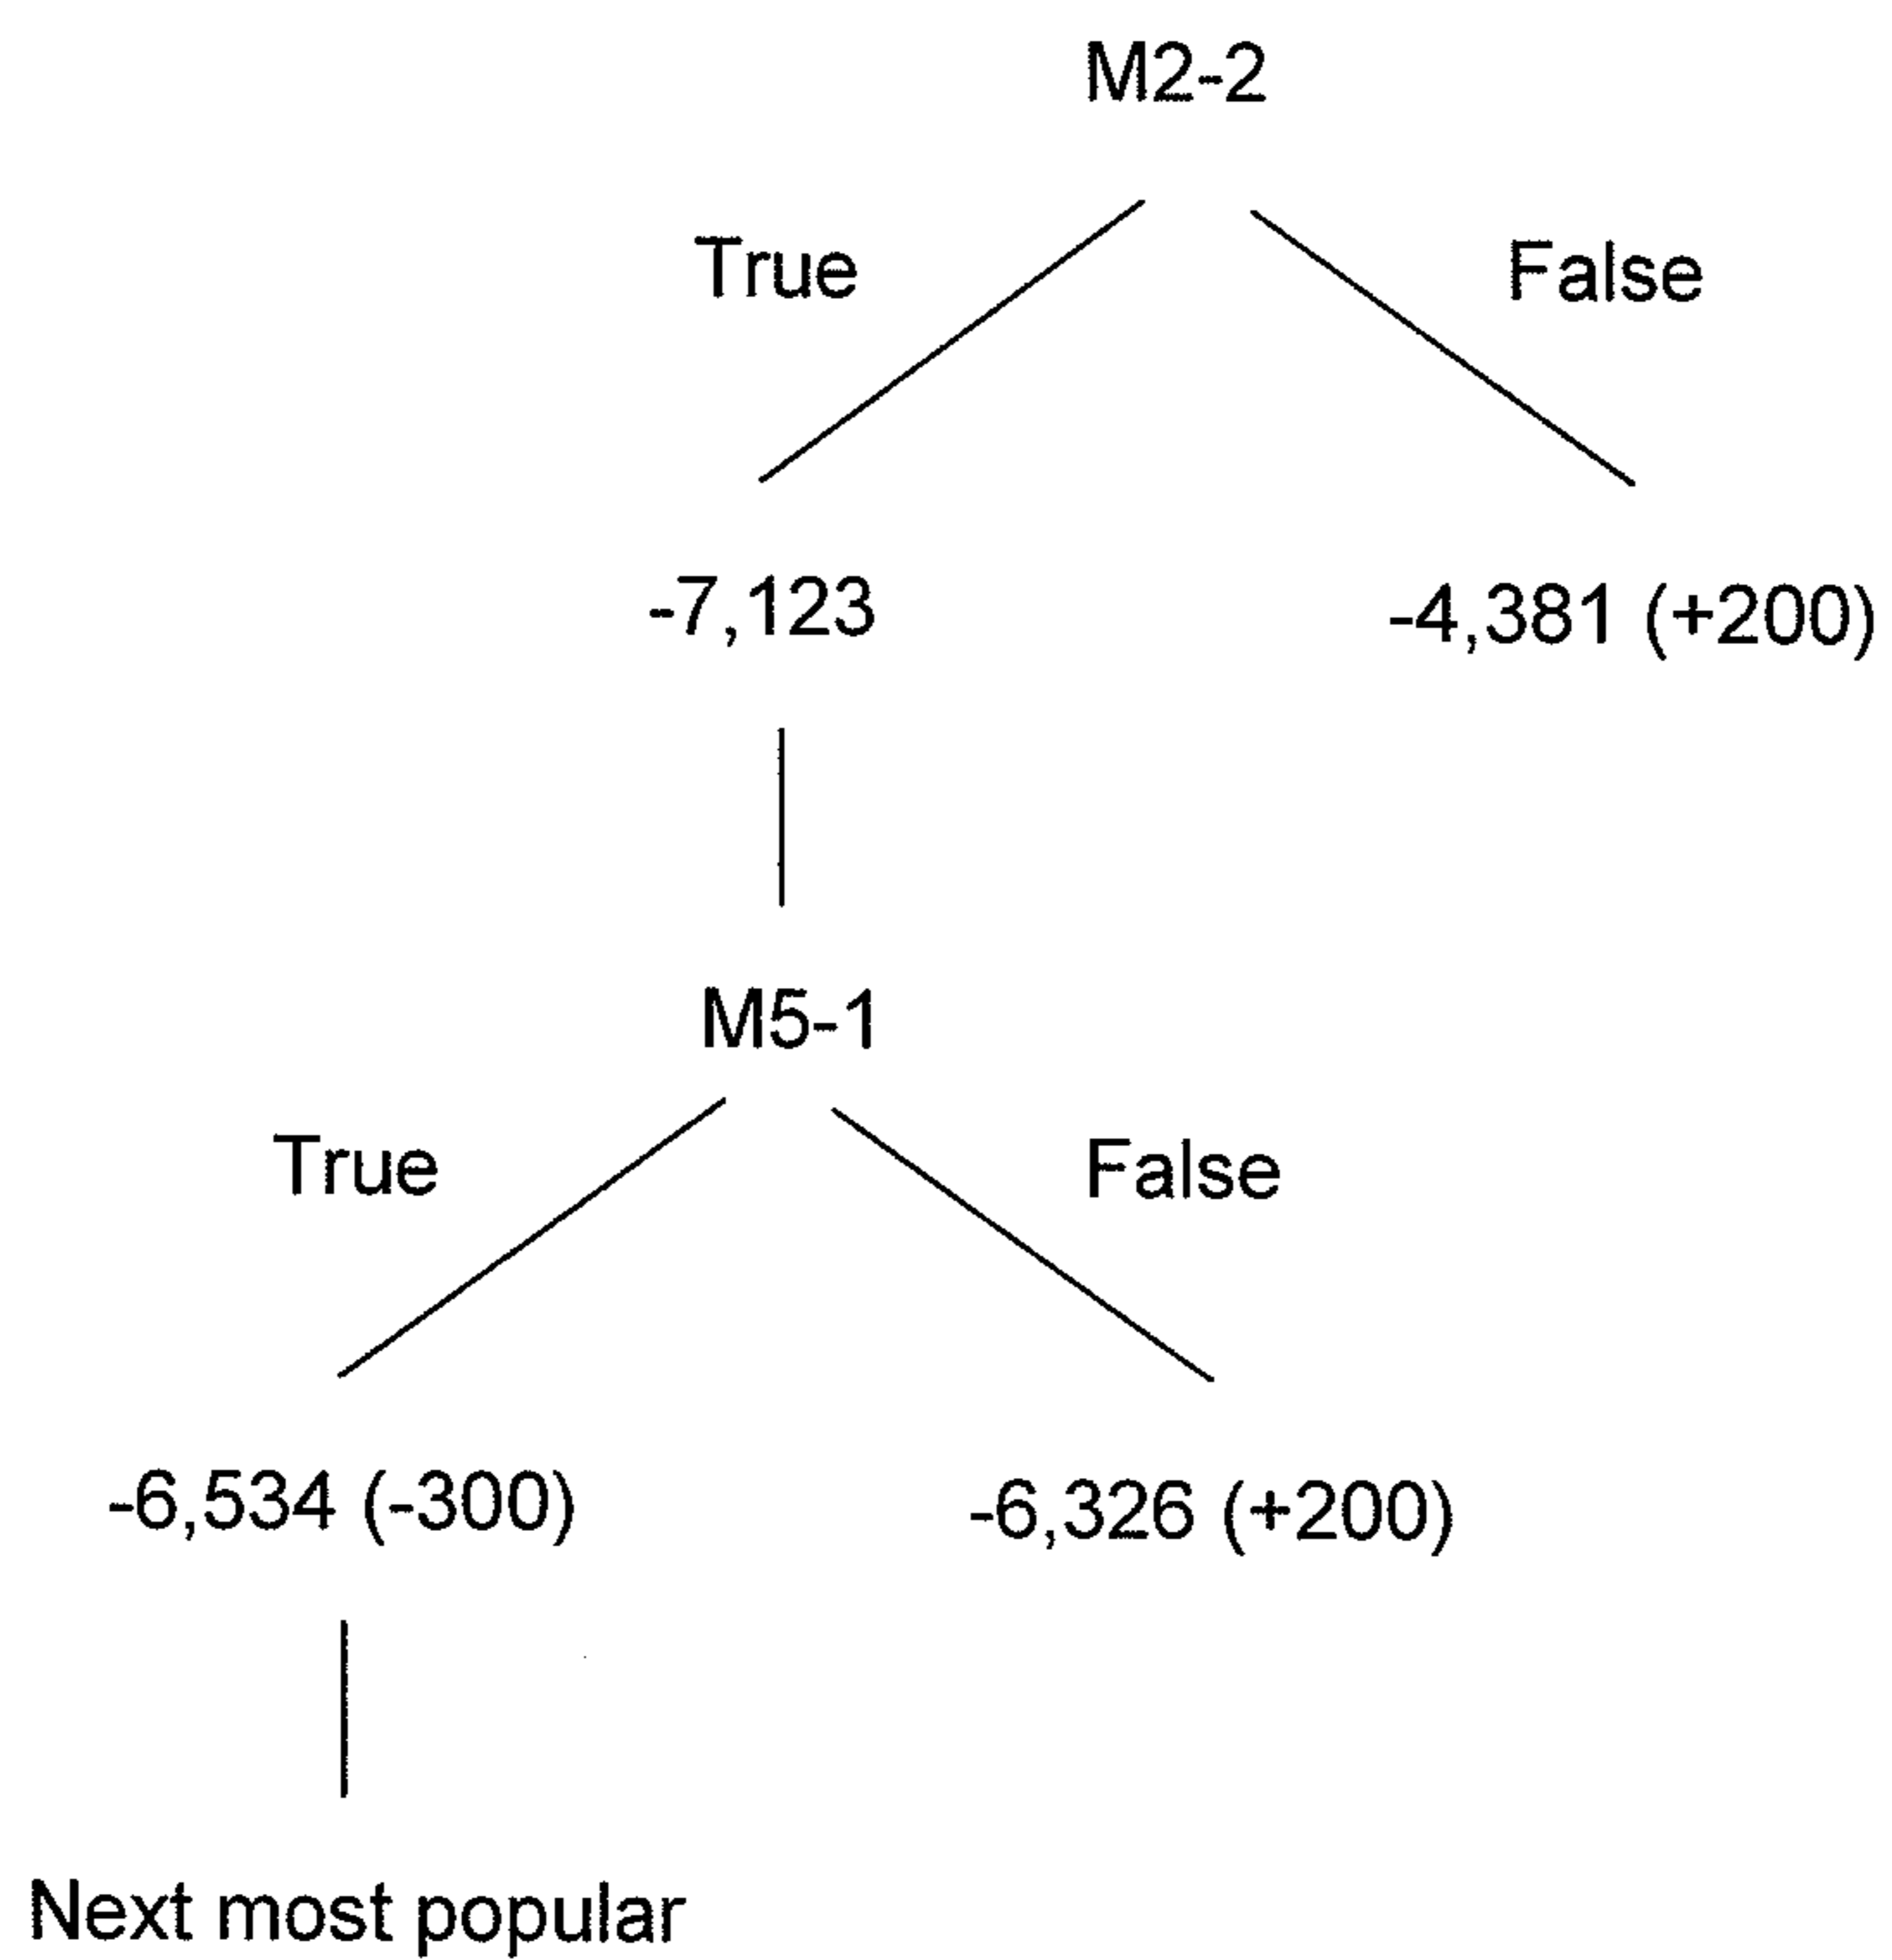 M2-2
True
False
-7,123
-4,381 (+200)
M5-1
True
False
-6,534 (-300)
-6,326 (+200)
Next most popular